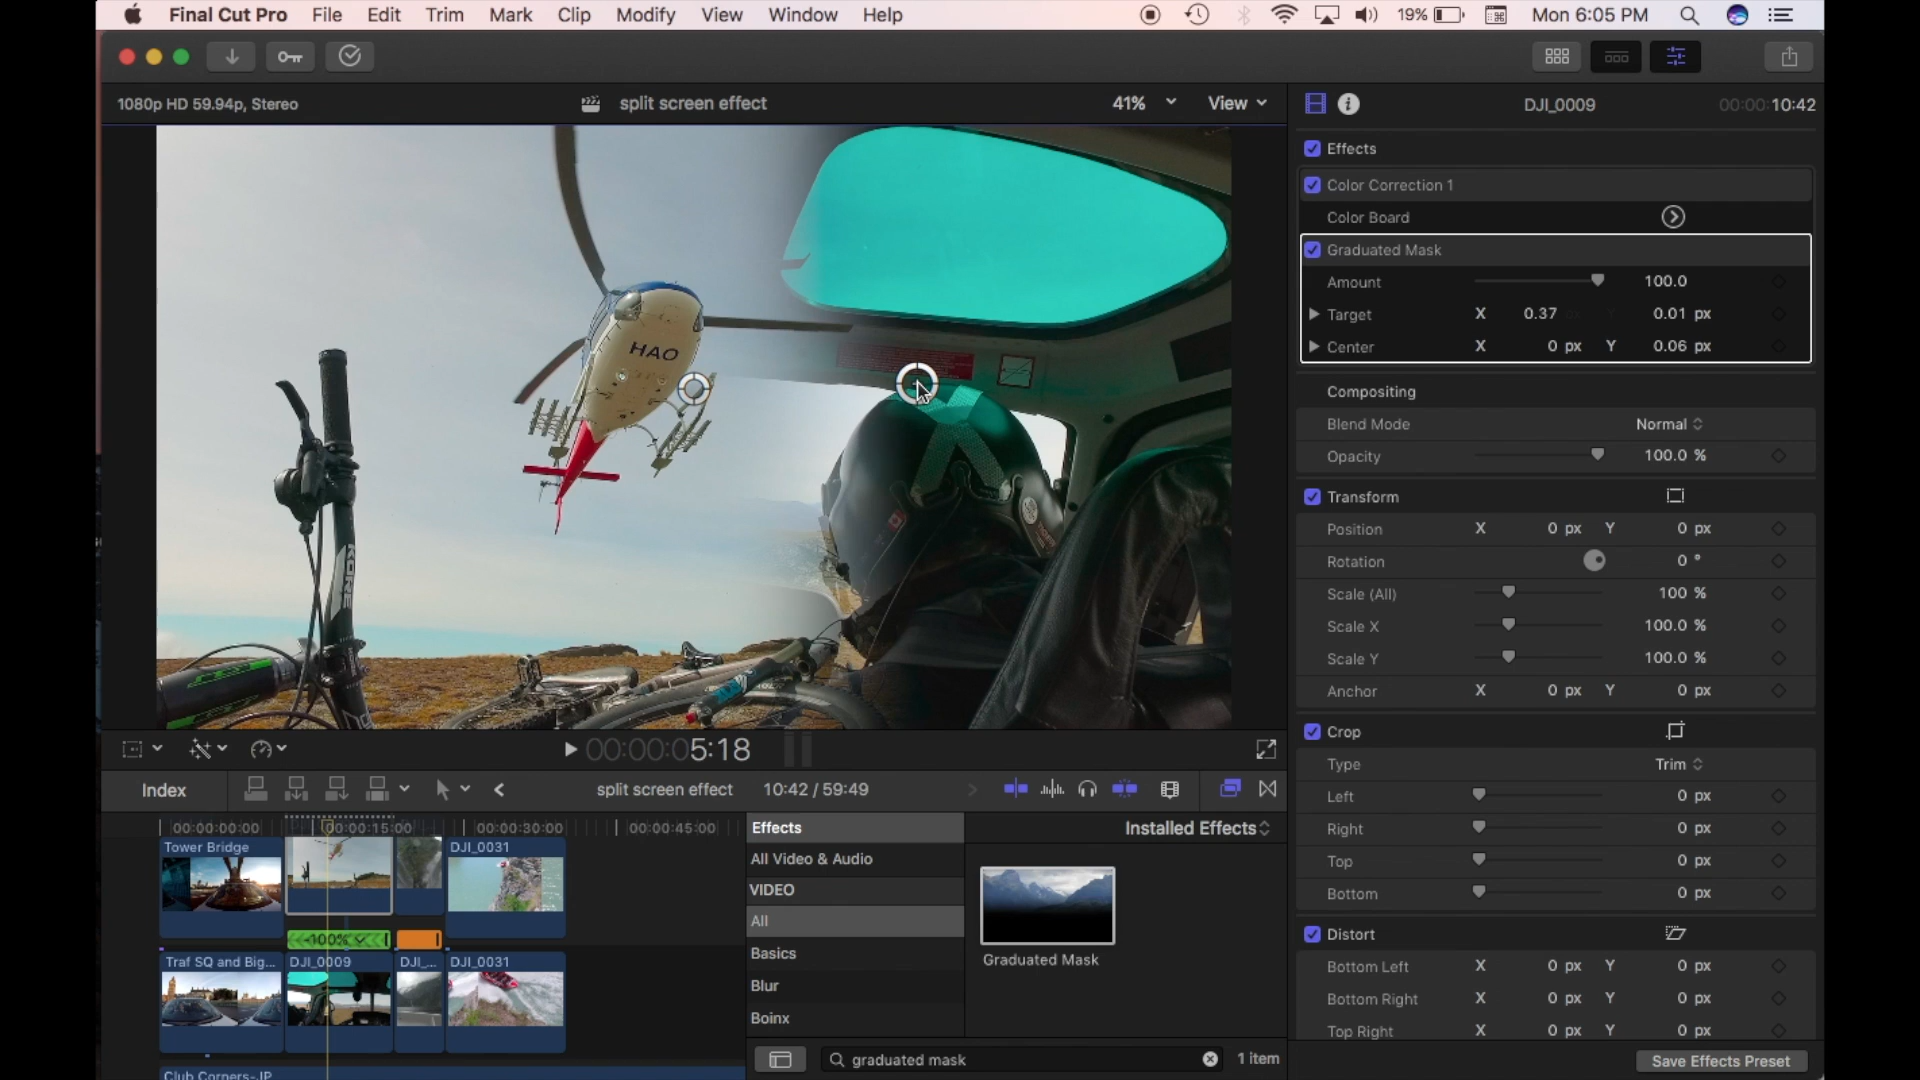 Final Cut Pro File Edit Trim Mark Clip Modify View Window Help 19% Mon 6:05 PM
1080p HD 59.94p, Stereo split screen effect 41% View DJI_0009 00:00:10:42
Effects
Color Correction 1
Color Board
Graduated Mask
Amount 100.0
Target X 0.37 Y 0.01 px
Center X 0 px Y 0.06 px
Compositing
Blend Mode Normal
Opacity 100.0 %
Transform
Position X 0 px Y 0 px
Rotation 0 °
Scale (All) 100 %
Scale X 100.0 %
Scale Y 100.0 %
Anchor X 0 px Y 0 px
Crop
Type Trim
Left 0 px
Right 0 px
Top 0 px
Bottom 0 px
Distort
Bottom Left X 0 px Y 0 px
Bottom Right X 0 px Y 0 px
Top Right X 0 px Y 0 px
Save Effects Preset
HAO
KORE
00:00:05:18
Index split screen effect 10:42 / 59:49
00:00:00:00 00:00:15:00 00:00:30:00 00:00:45:00
Tower Bridge DJI_0031
-100%
Traf SQ and Big... DJI_0009 DJI_... DJI_0031
Club Corners-JP
Effects Installed Effects
All Video & Audio
VIDEO
All
Basics
Blur
Boinx
Graduated Mask
graduated mask 1 item